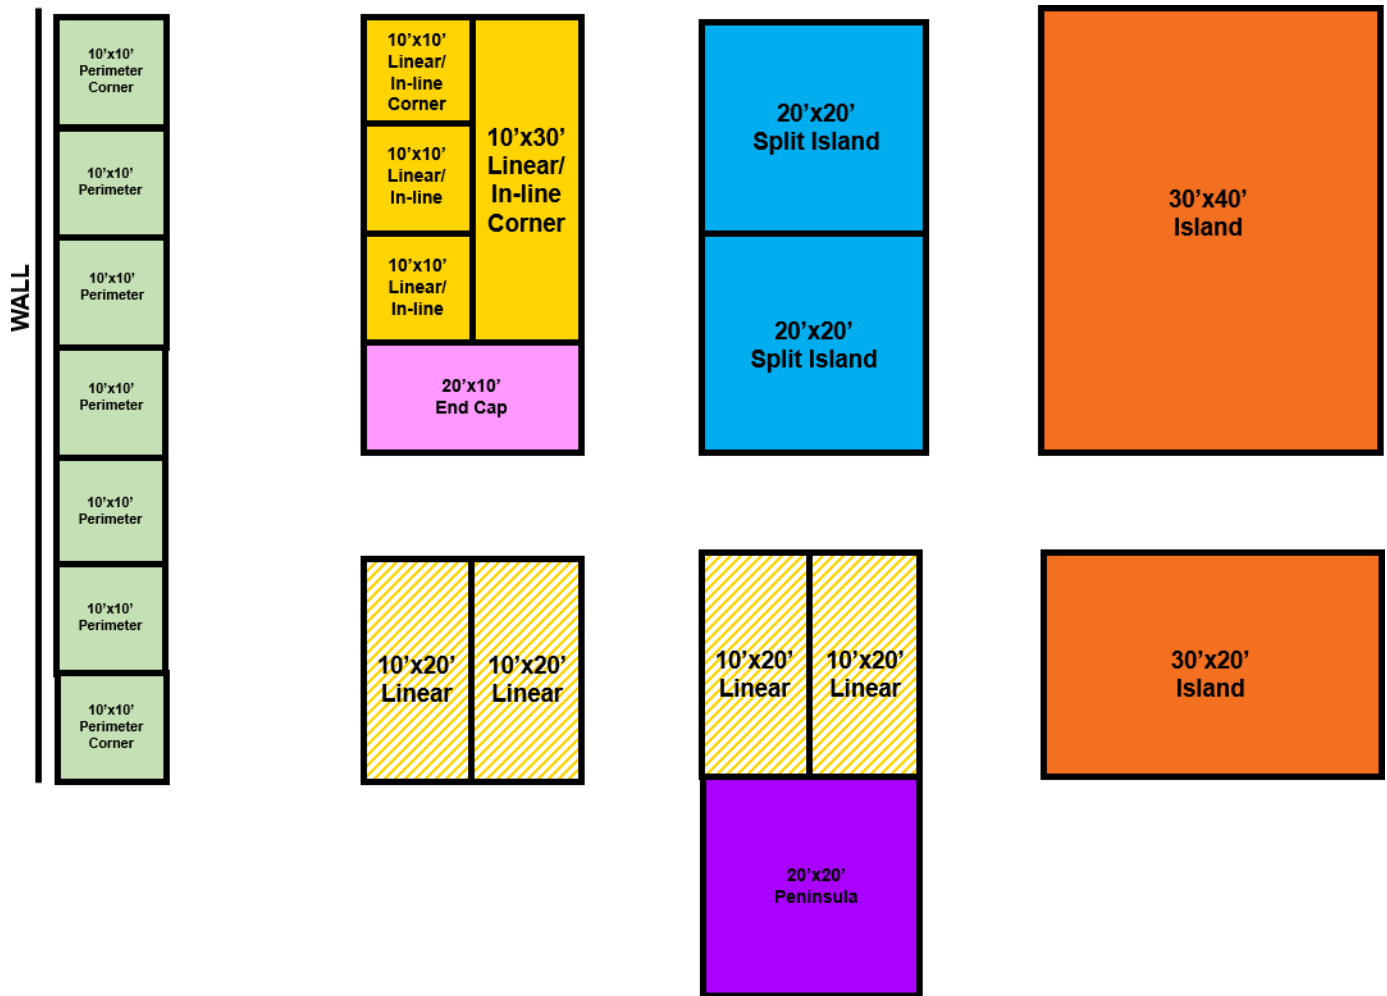 WALL
10'x10'
Perimeter
Corner
10'x10'
Perimeter
10'x10'
Perimeter
10'x10'
Perimeter
10'x10'
Perimeter
10'x10'
Perimeter
10'x10'
Perimeter
Corner
10'x10'
Linear/
In-line
Corner
10'x10'
Linear/
In-line
10'x10'
Linear/
In-line
10'x30'
Linear/
In-line
Corner
20'x10'
End Cap
20'x20'
Split Island
20'x20'
Split Island
30'x40'
Island
10'x20'
Linear
10'x20'
Linear
10'x20'
Linear
10'x20'
Linear
20'x20'
Peninsula
30'x20'
Island